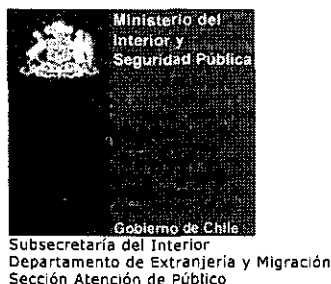 Ministerio del
Interior y
Seguridad Pública
Gobierno de Chile
Subsecretaría del Interior
Departamento de Extranjería y Migración
Sección Atención de Público